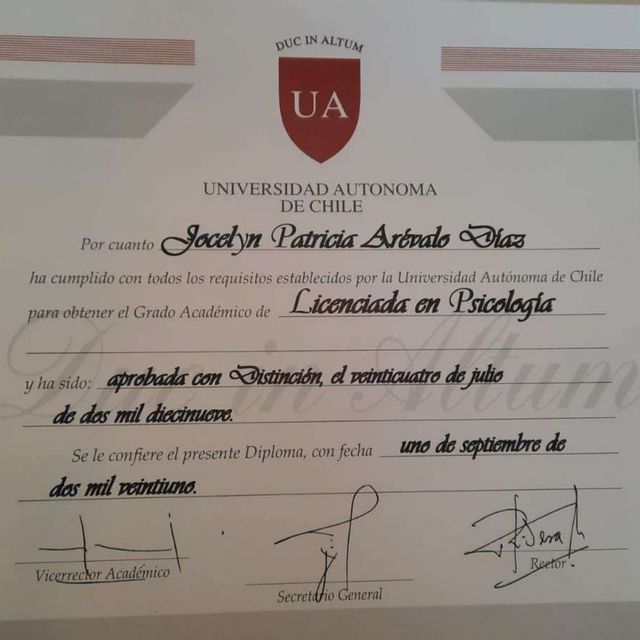 DUC IN ALTUM
UA
UNIVERSIDAD AUTONOMA
DE CHILE
Por cuanto Jocelyn Patricia Arévalo Díaz
ha cumplido con todos los requisitos establecidos por la Universidad Autónoma de Chile
para obtener el Grado Académico de Licenciada en Psicología
Duc in Altum
y ha sido: aprobada con Distinción, el veinticuatro de julio
de dos mil diecinueve.
Se le confiere el presente Diploma, con fecha uno de septiembre de
dos mil veintiuno.
Vicerrector Académico
Secretario General
Rector